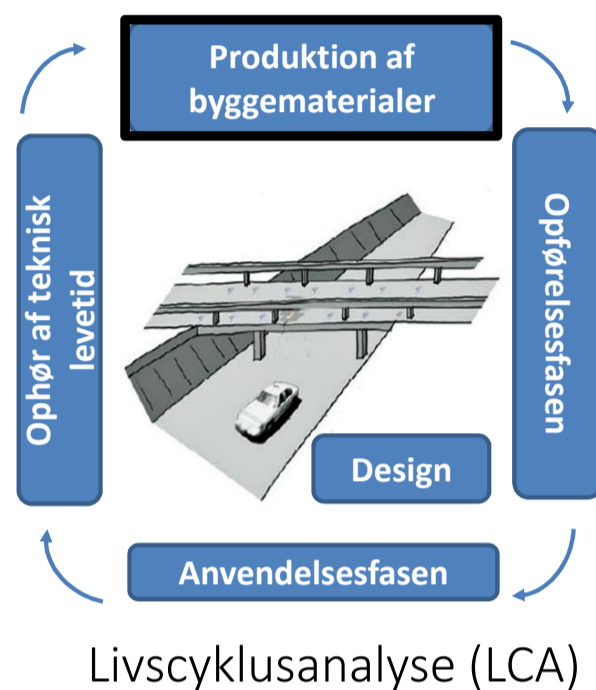 Produktion af
byggematerialer
Opførelsesfasen
Design
Anvendelsesfasen
Ophør af teknisk
levetid
Livscyklusanalyse (LCA)